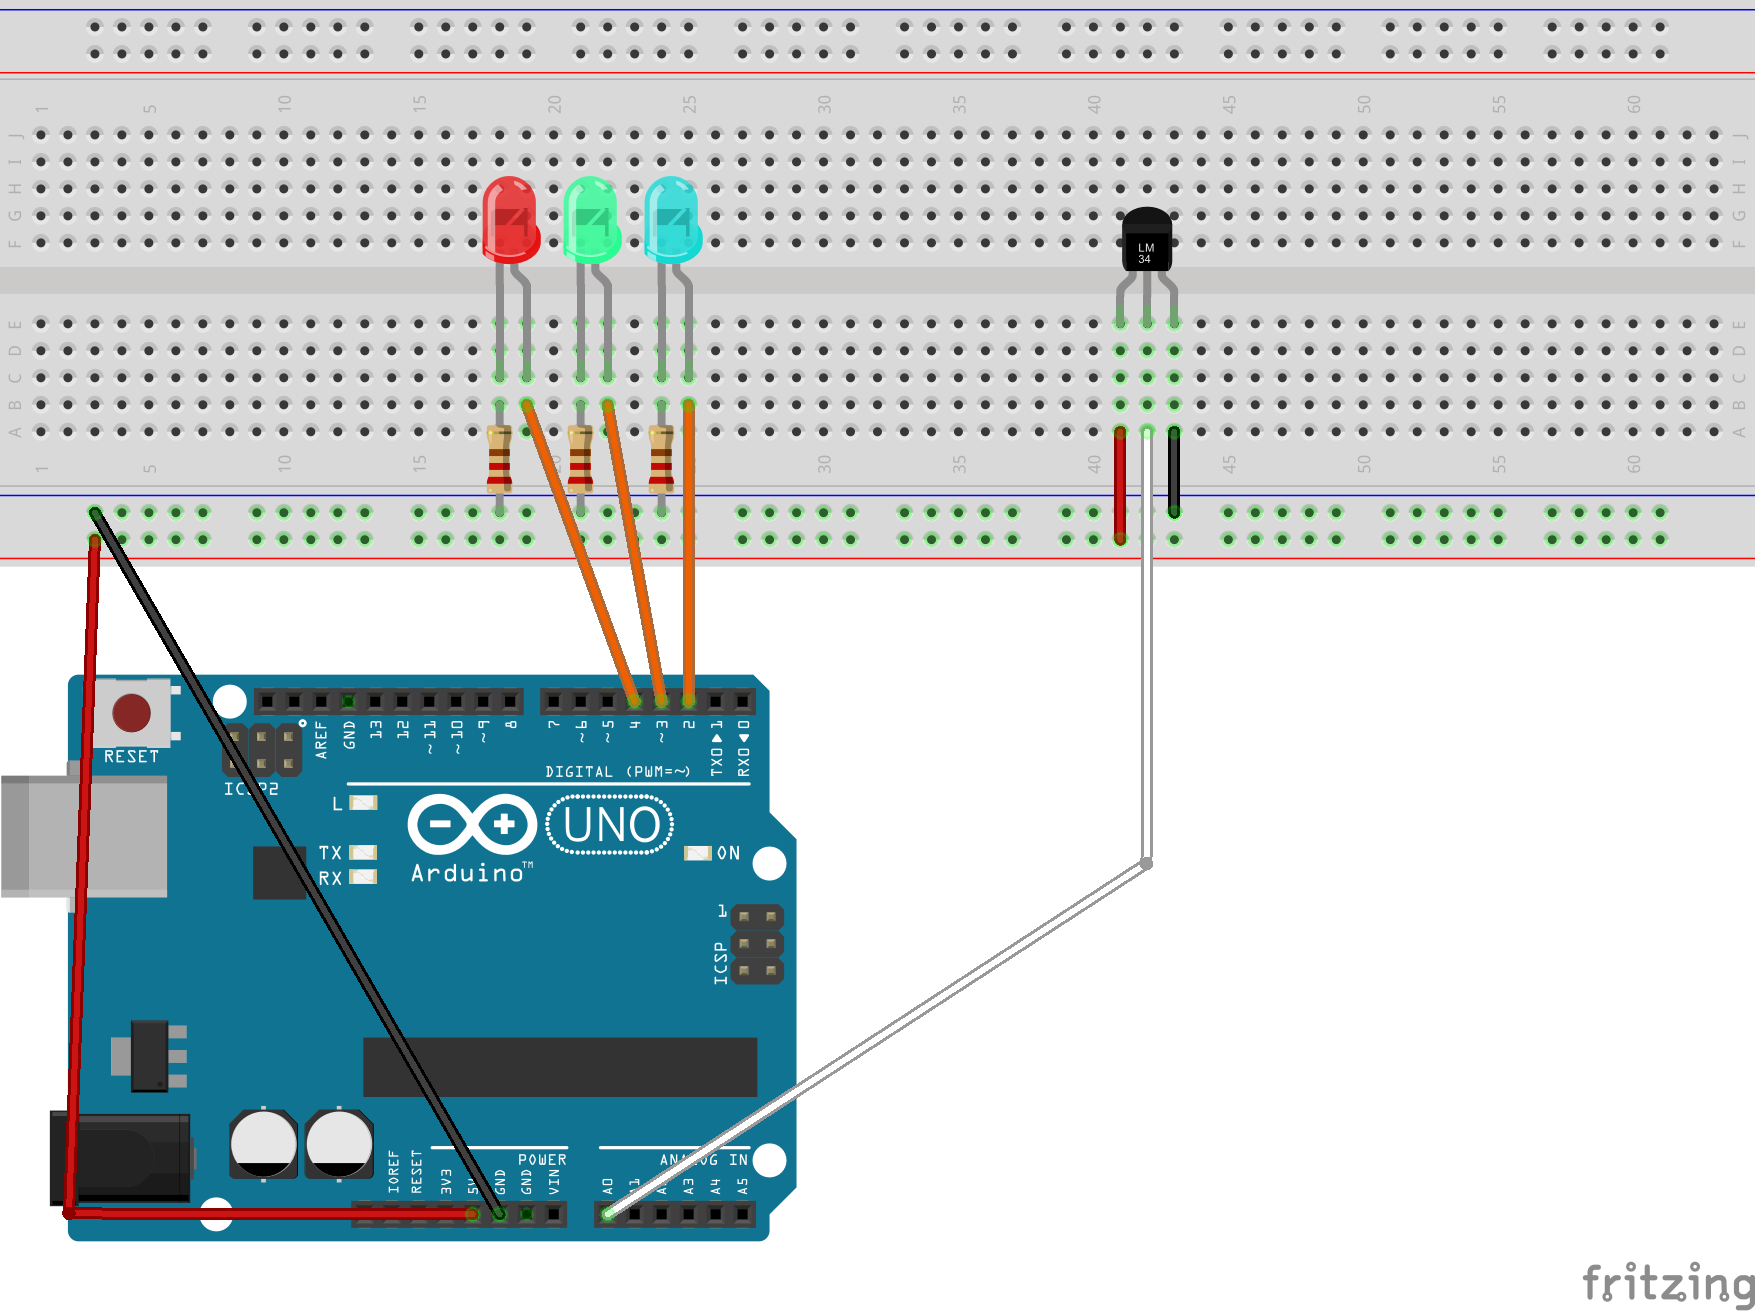 1 5 10 15 20 25 30 35 40 45 50 55 60
J J
I I
H H
G G
F F
LM
34
E E
D D
C C
B B
A A
1 5 10 15 30 35 40 45 50 55 60
RESET
ICSP2
AREF GND 13 12 ~11 ~10 ~9 8 7 ~6 ~5 4 ~3 2 TX0▶1 RX0◀0
DIGITAL (PWM=~)
L
TX
RX
UNO
Arduino™
ON
1
ICSP
POWER
ANALOG IN
IOREF RESET 3V3 5V GND GND VIN A0 A1 A3 A4 A5
fritzing